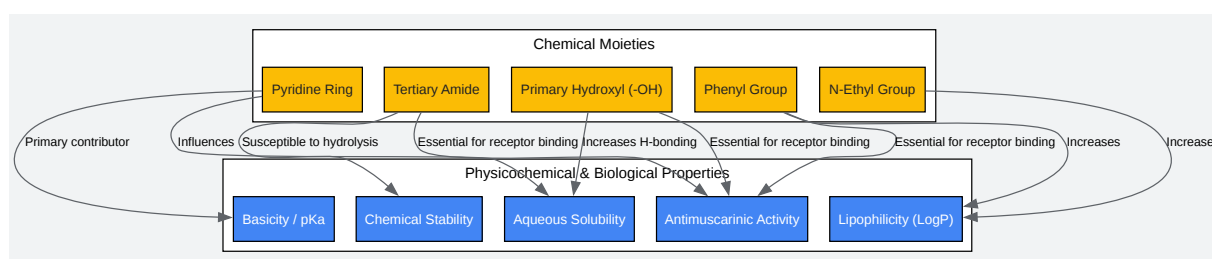 Chemical Moieties
Pyridine Ring
Tertiary Amide
Primary Hydroxyl (-OH)
Phenyl Group
N-Ethyl Group
Primary contributor
Influences
Susceptible to hydrolysis
Essential for receptor binding
Increases H-bonding
Essential for receptor binding
Essential for receptor binding
Increases
Increase
Physicochemical & Biological Properties
Basicity / pKa
Chemical Stability
Aqueous Solubility
Antimuscarinic Activity
Lipophilicity (LogP)